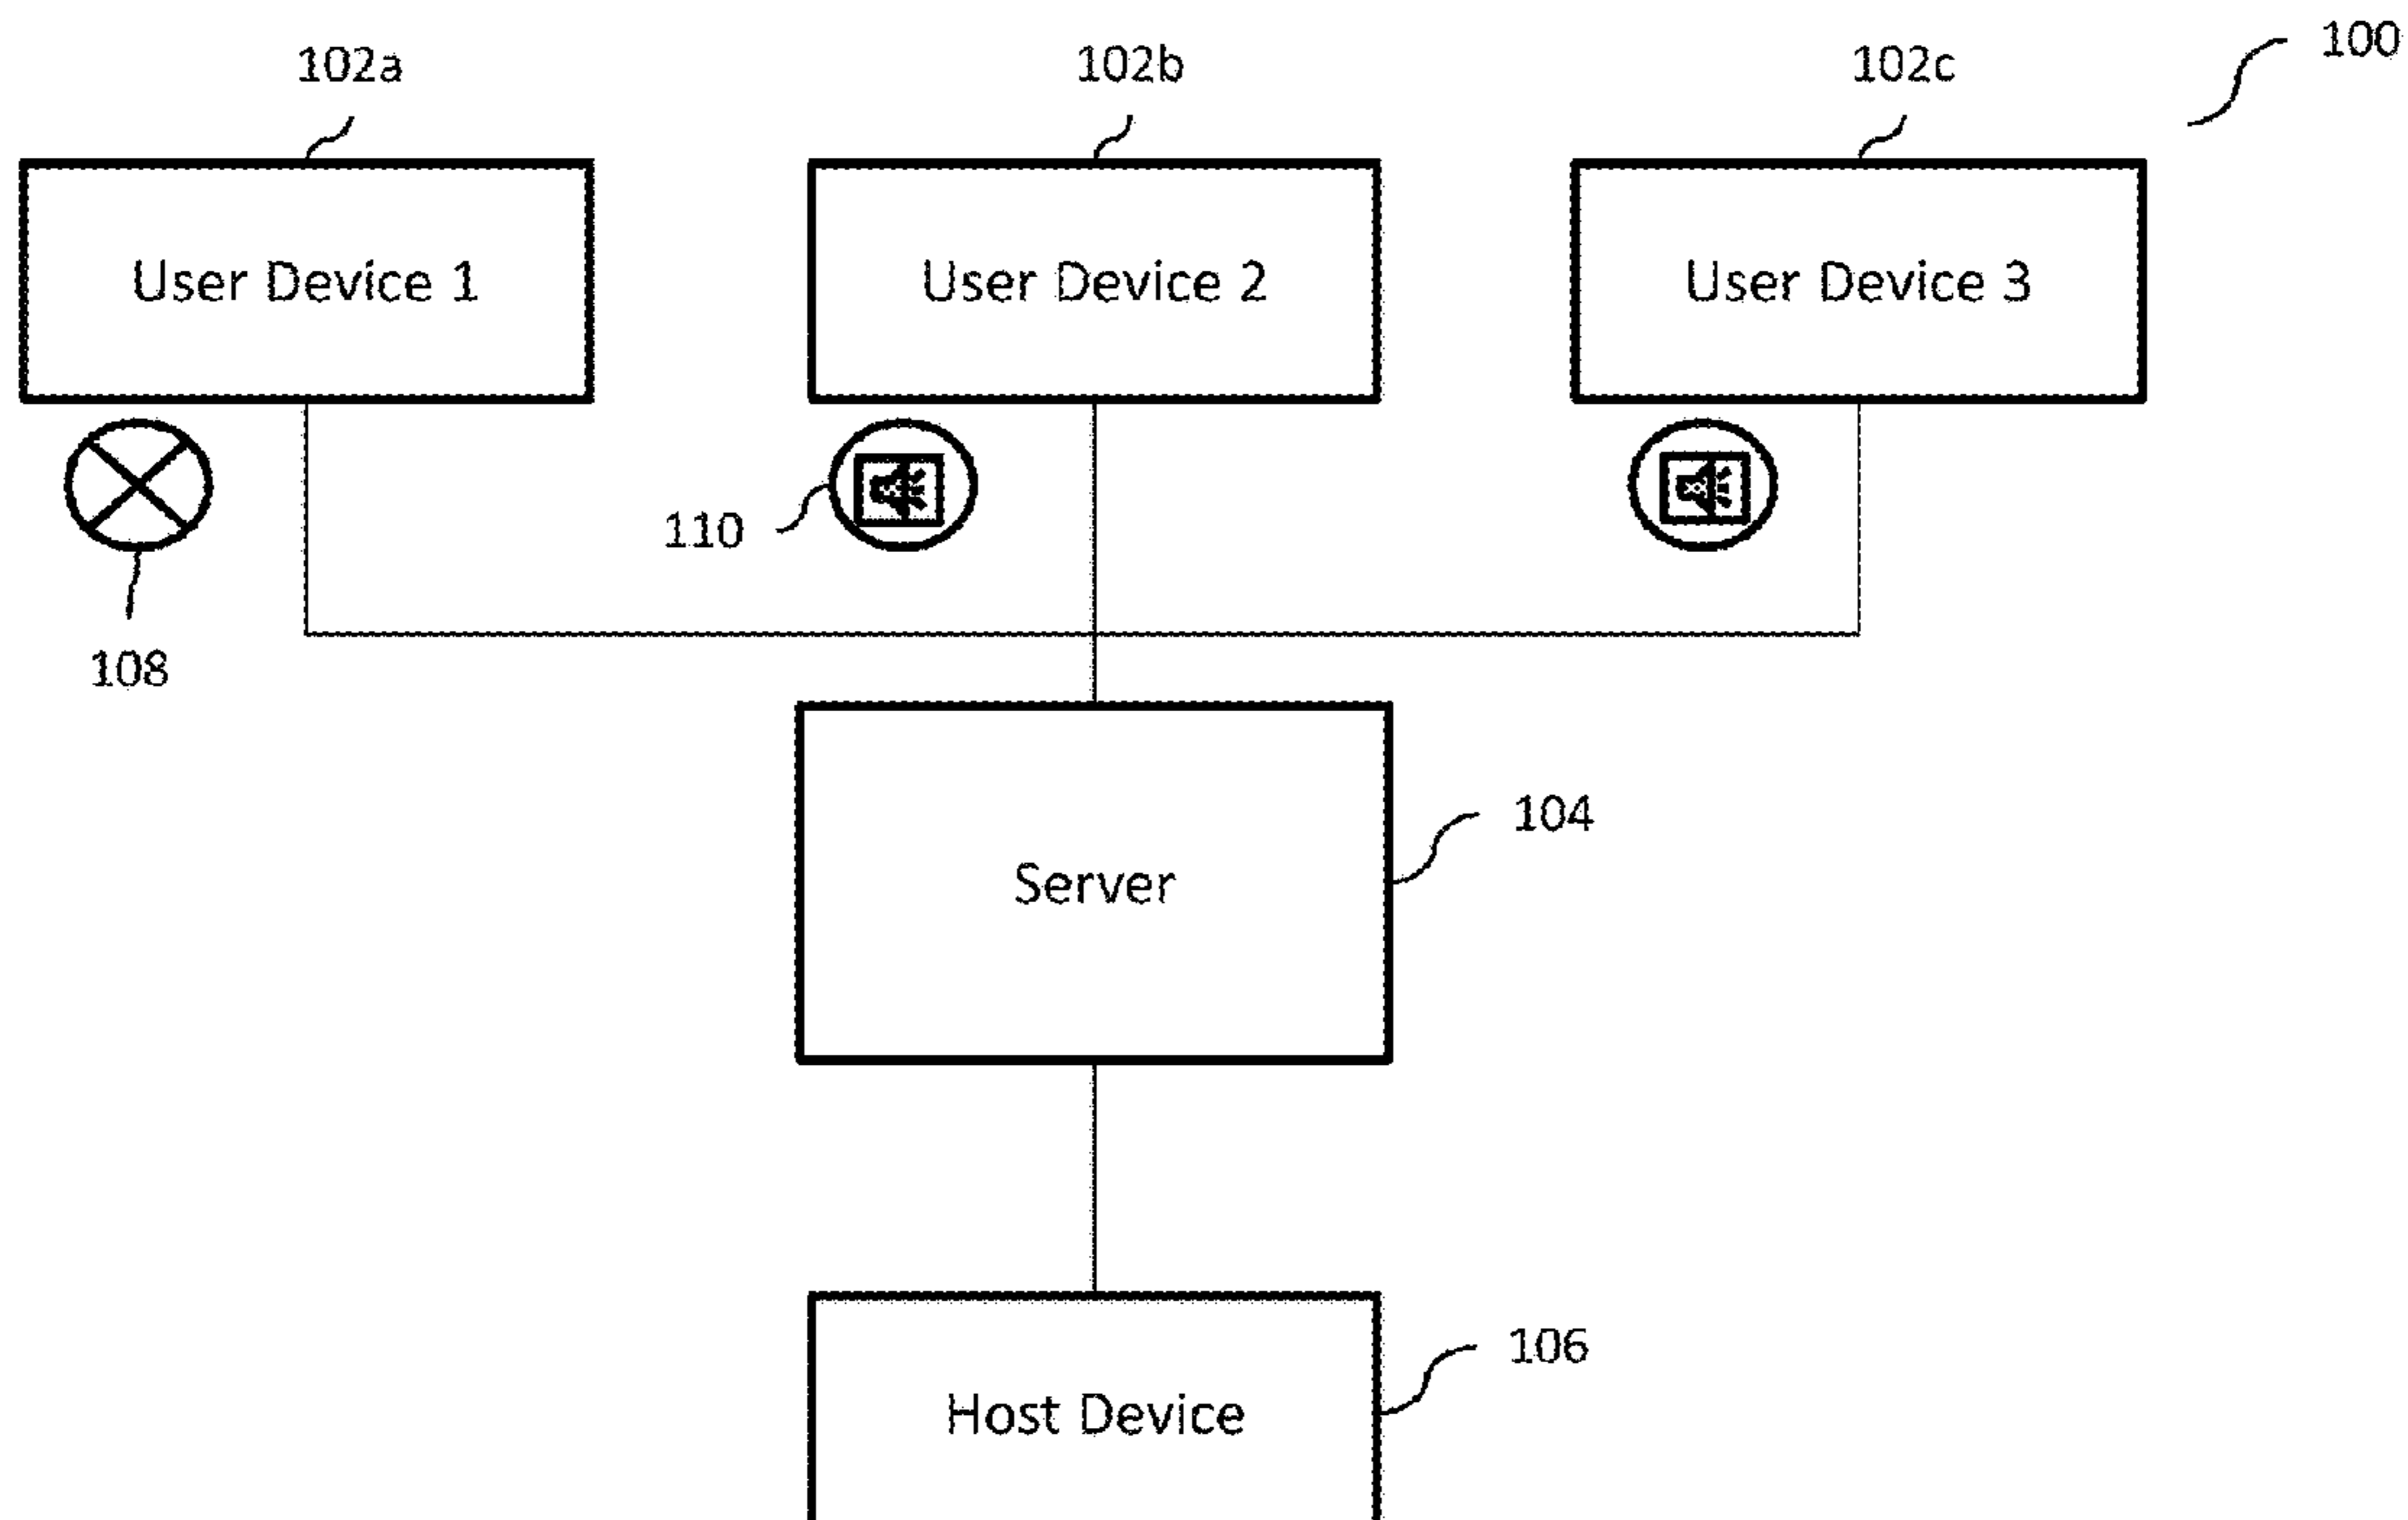 102a
102b
102c
100
User Device 1
User Device 2
User Device 3
110
108
104
Server
106
Host Device